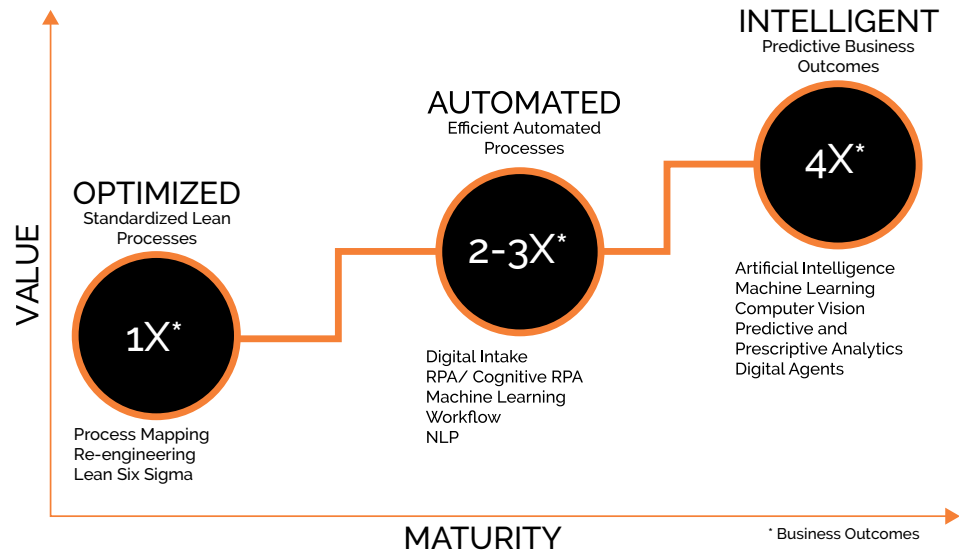 INTELLIGENT
Predictive Business
Outcomes
4X*
Artificial Intelligence
Machine Learning
Computer Vision
Predictive and
Prescriptive Analytics
Digital Agents
AUTOMATED
Efficient Automated
Processes
2-3X*
Digital Intake
RPA/ Cognitive RPA
Machine Learning
Workflow
NLP
OPTIMIZED
Standardized Lean
Processes
1X*
Process Mapping
Re-engineering
Lean Six Sigma
VALUE
MATURITY
* Business Outcomes